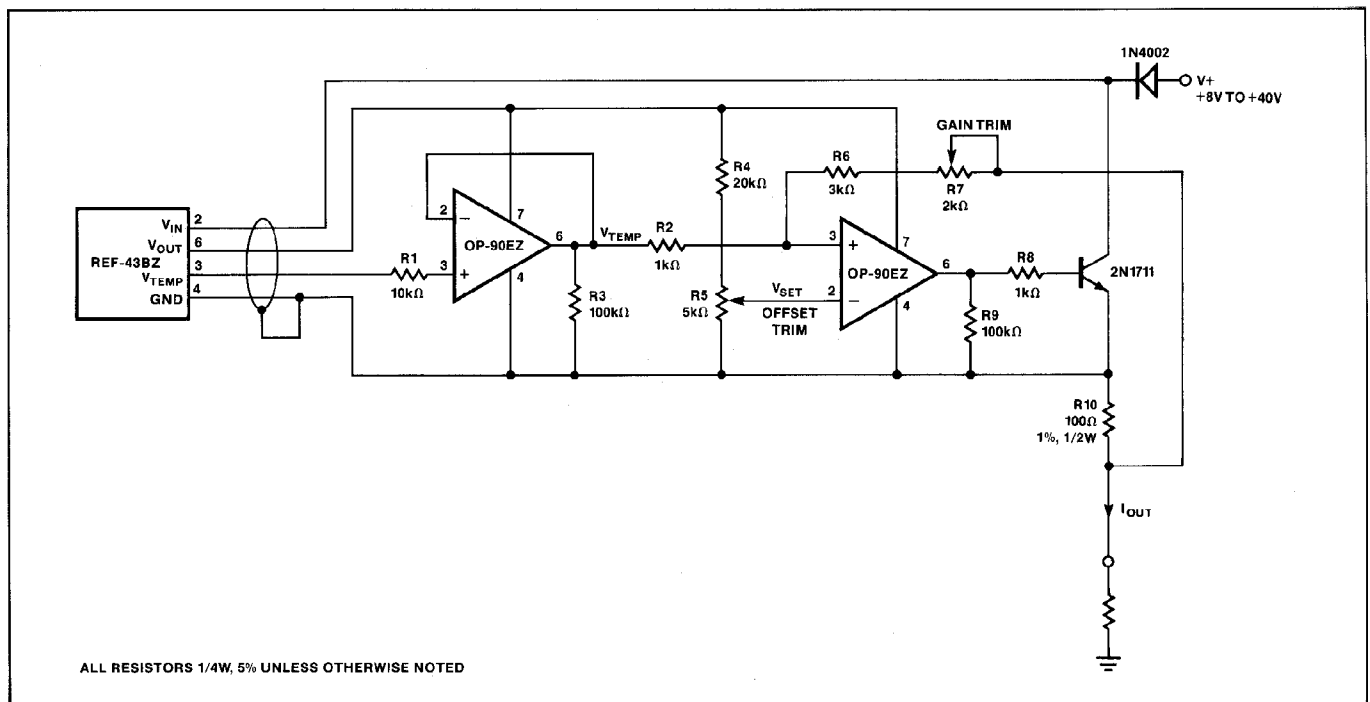 1N4002
V+
+8V TO +40V
GAIN TRIM
R6
3kΩ
R7
2kΩ
R4
20kΩ
VIN 2
VOUT 6
REF-43BZ
VTEMP 3
GND 4
R1
10kΩ
2
−
7
OP-90EZ
6
3
+
4
VTEMP
R2
1kΩ
R3
100kΩ
R5
5kΩ
VSET
OFFSET
TRIM
3
+
7
OP-90EZ
6
2
−
4
R8
1kΩ
2N1711
R9
100kΩ
R10
100Ω
1%, 1/2W
IOUT
ALL RESISTORS 1/4W, 5% UNLESS OTHERWISE NOTED